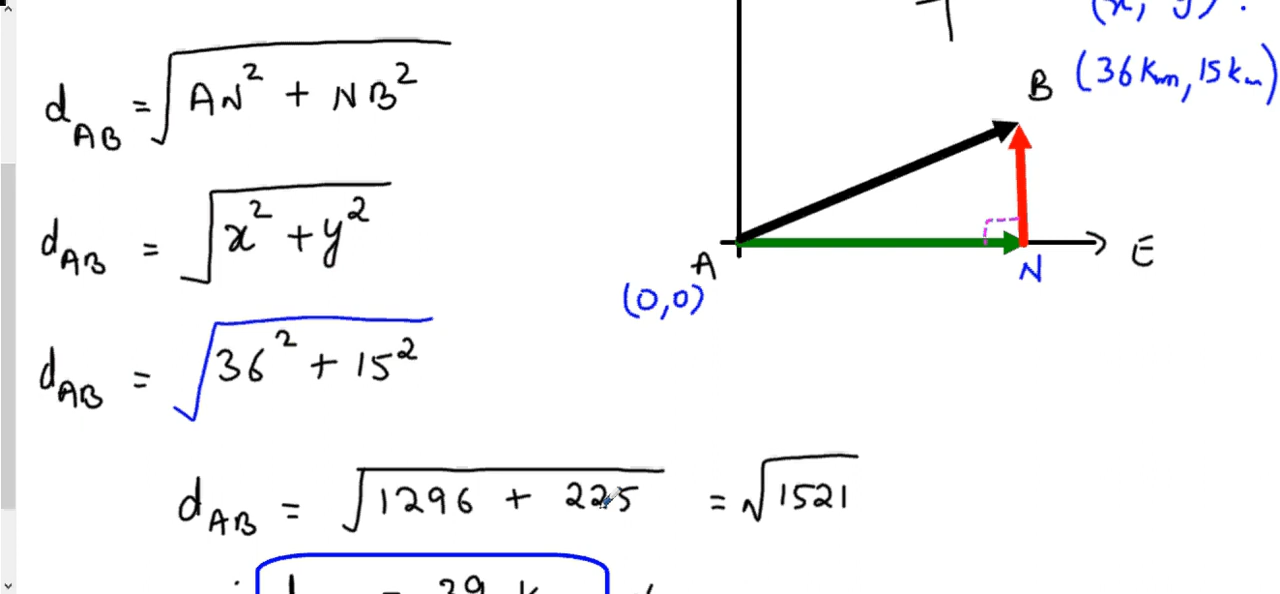 (x, y).
d_AB = √(AN² + NB²)
B (36 Km, 15 km)
d_AB = √(x² + y²)
A
N
E
(0,0)
d_AB = √(36² + 15²)
d_AB = √(1296 + 225) = √1521
= 39 k